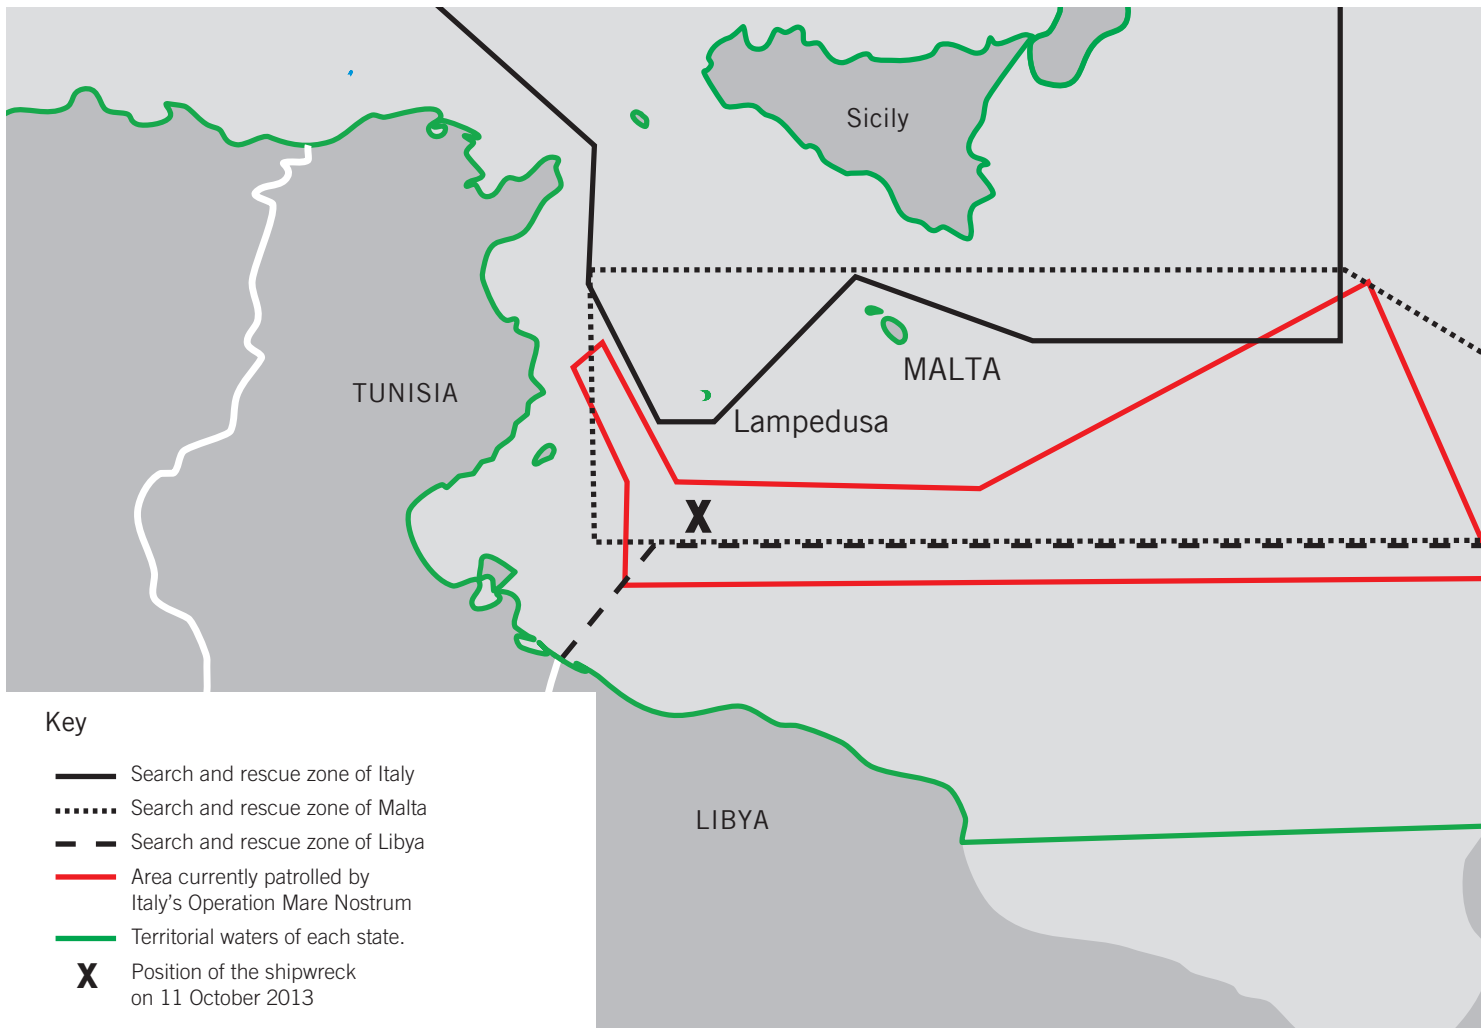 Sicily
TUNISIA
MALTA
Lampedusa
LIBYA
Key
Search and rescue zone of Italy
Search and rescue zone of Malta
Search and rescue zone of Libya
Area currently patrolled by
Italy's Operation Mare Nostrum
Territorial waters of each state.
X
X Position of the shipwreck
on 11 October 2013